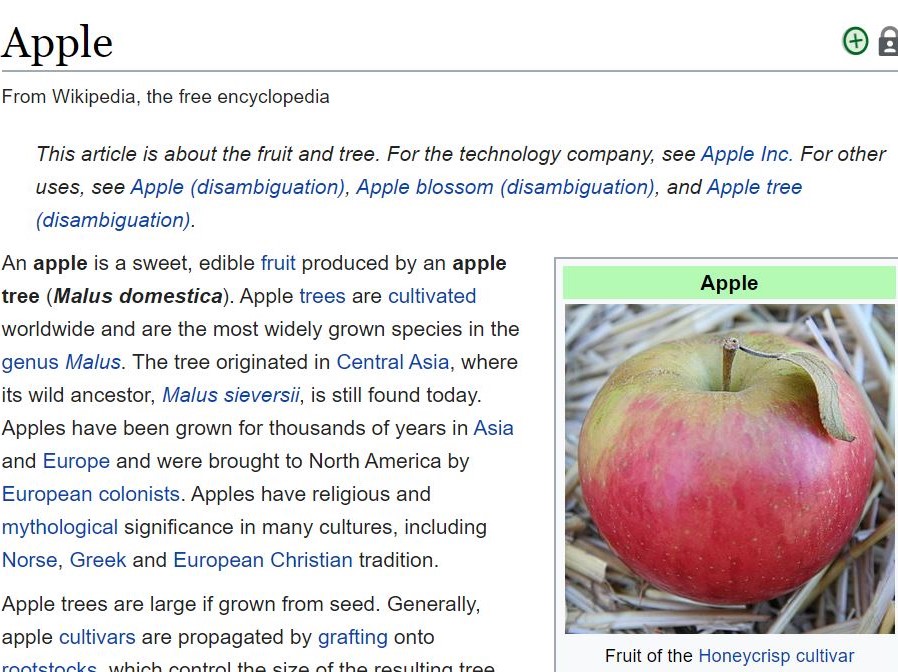 Apple
From Wikipedia, the free encyclopedia
This article is about the fruit and tree. For the technology company, see Apple Inc. For other
uses, see Apple (disambiguation), Apple blossom (disambiguation), and Apple tree
(disambiguation).
An apple is a sweet, edible fruit produced by an apple
tree (Malus domestica). Apple trees are cultivated
worldwide and are the most widely grown species in the
genus Malus. The tree originated in Central Asia, where
its wild ancestor, Malus sieversii, is still found today.
Apples have been grown for thousands of years in Asia
and Europe and were brought to North America by
European colonists. Apples have religious and
mythological significance in many cultures, including
Norse, Greek and European Christian tradition.
Apple trees are large if grown from seed. Generally,
apple cultivars are propagated by grafting onto
rootstocks, which control the size of the resulting tree.
Apple
Fruit of the Honeycrisp cultivar